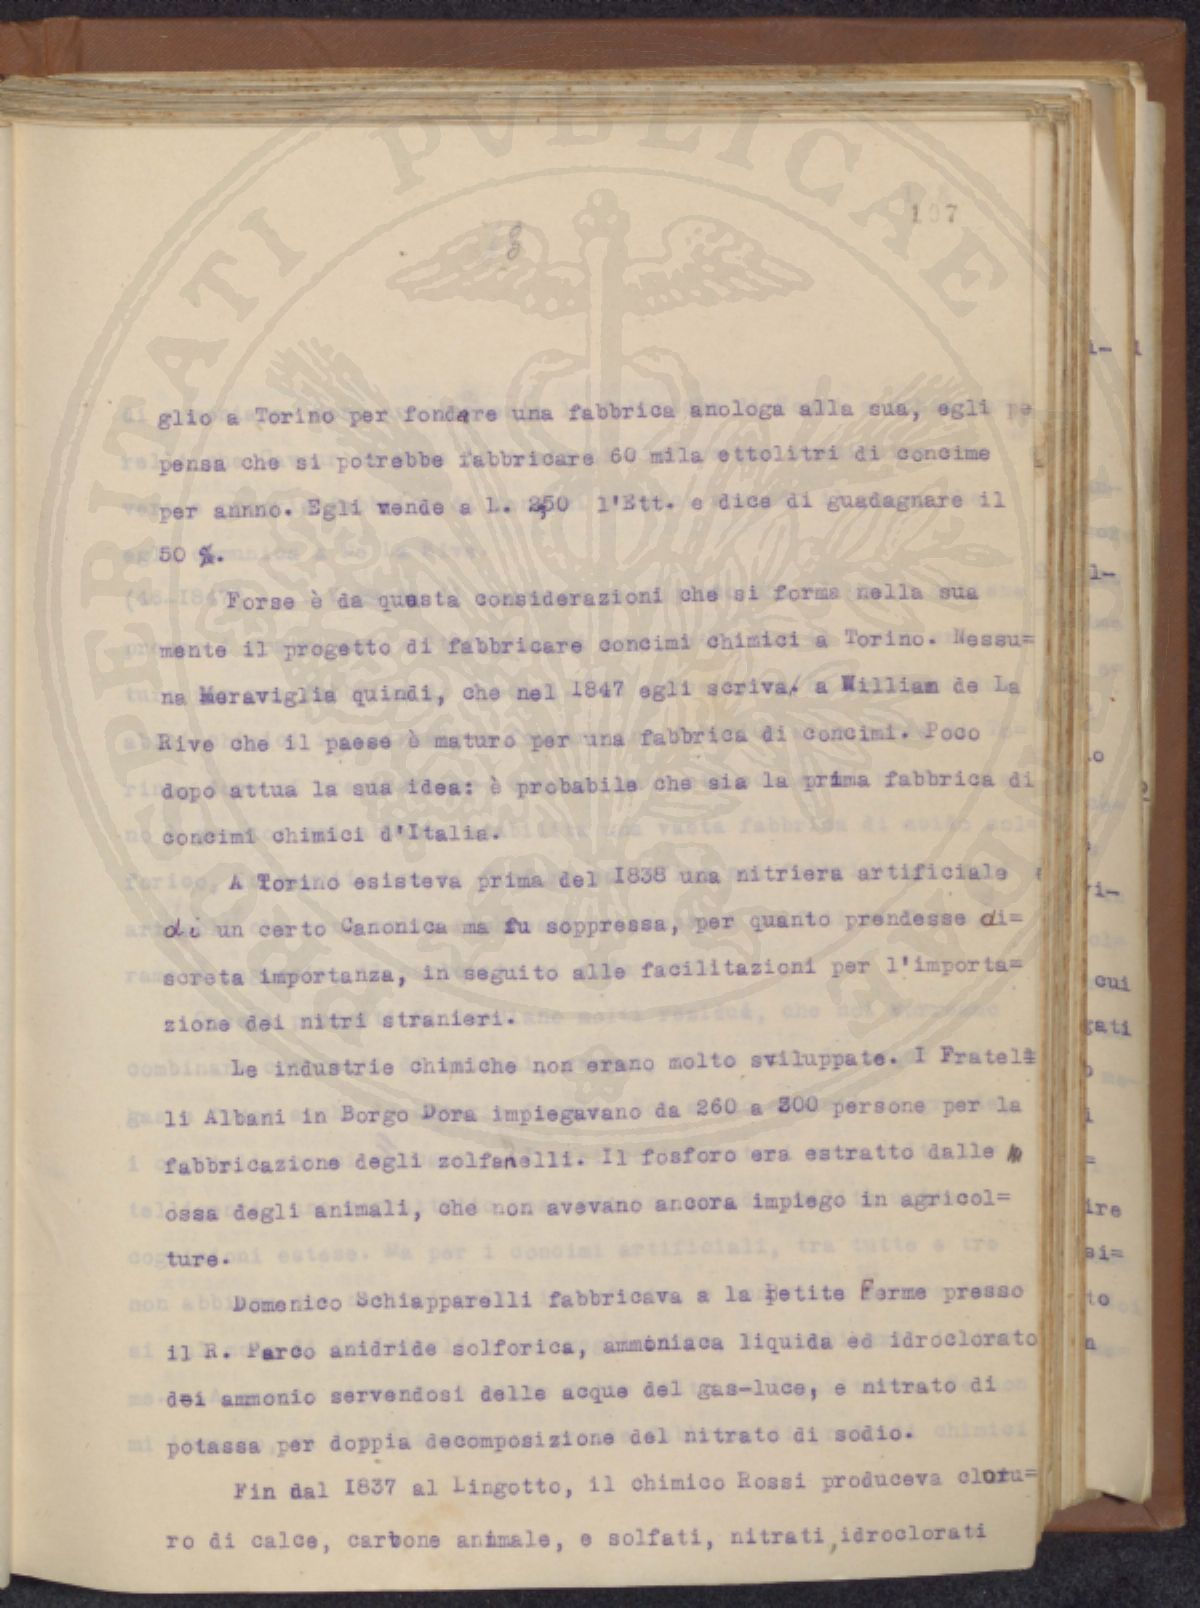 PROSPERITATI PVBLICAE
107
glio a Torino per fondare una fabbrica anologa alla sua, egli pe
pensa che si potrebbe fabbricare 60 mila ettolitri di concime
per annno. Egli vende a L. 2,50 l'Ett. e dice di guadagnare il
50 %.
Forse è da questa considerazioni che si forma nella sua
mente il progetto di fabbricare concimi chimici a Torino. Nessu=
na Meraviglia quindi, che nel 1847 egli scriva a William de La
Rive che il paese è maturo per una fabbrica di concimi. Poco
dopo attua la sua idea: è probabile che sia la prima fabbrica di
concimi chimici d'Italia.
A Torino esisteva prima del 1838 una nitriera artificiale
di un certo Canonica ma fu soppressa, per quanto prendesse di=
screta importanza, in seguito alle facilitazioni per l'importa=
zione dei nitri stranieri.
Le industrie chimiche non erano molto sviluppate. I Fratel=
li Albani in Borgo Dora impiegavano da 260 a 300 persone per la
fabbricazione degli zolfanelli. Il fosforo era estratto dalle
ossa degli animali, che non avevano ancora impiego in agricol=
ture.
Domenico Schiapparelli fabbricava a la Petite Ferme presso
il R. Parco anidride solforica, ammoniaca liquida ed idroclorato
dei ammonio servendosi delle acque del gas-luce, e nitrato di
potassa per doppia decomposizione del nitrato di sodio.
Fin dal 1837 al Lingotto, il chimico Rossi produceva cloru=
ro di calce, carbone animale, e solfati, nitrati, idroclorati